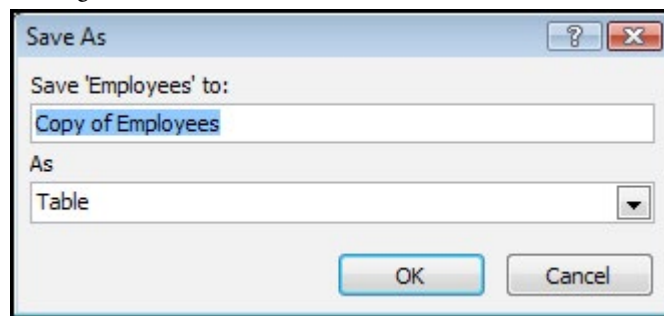 Save As
Save 'Employees' to:
Copy of Employees
As
Table
OK Cancel